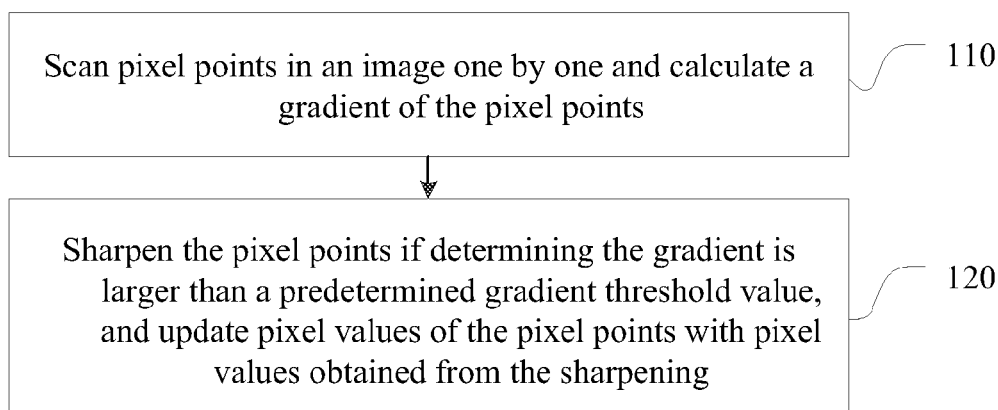 Scan pixel points in an image one by one and calculate a
gradient of the pixel points
110
Sharpen the pixel points if determining the gradient is
larger than a predetermined gradient threshold value,
and update pixel values of the pixel points with pixel
values obtained from the sharpening
120